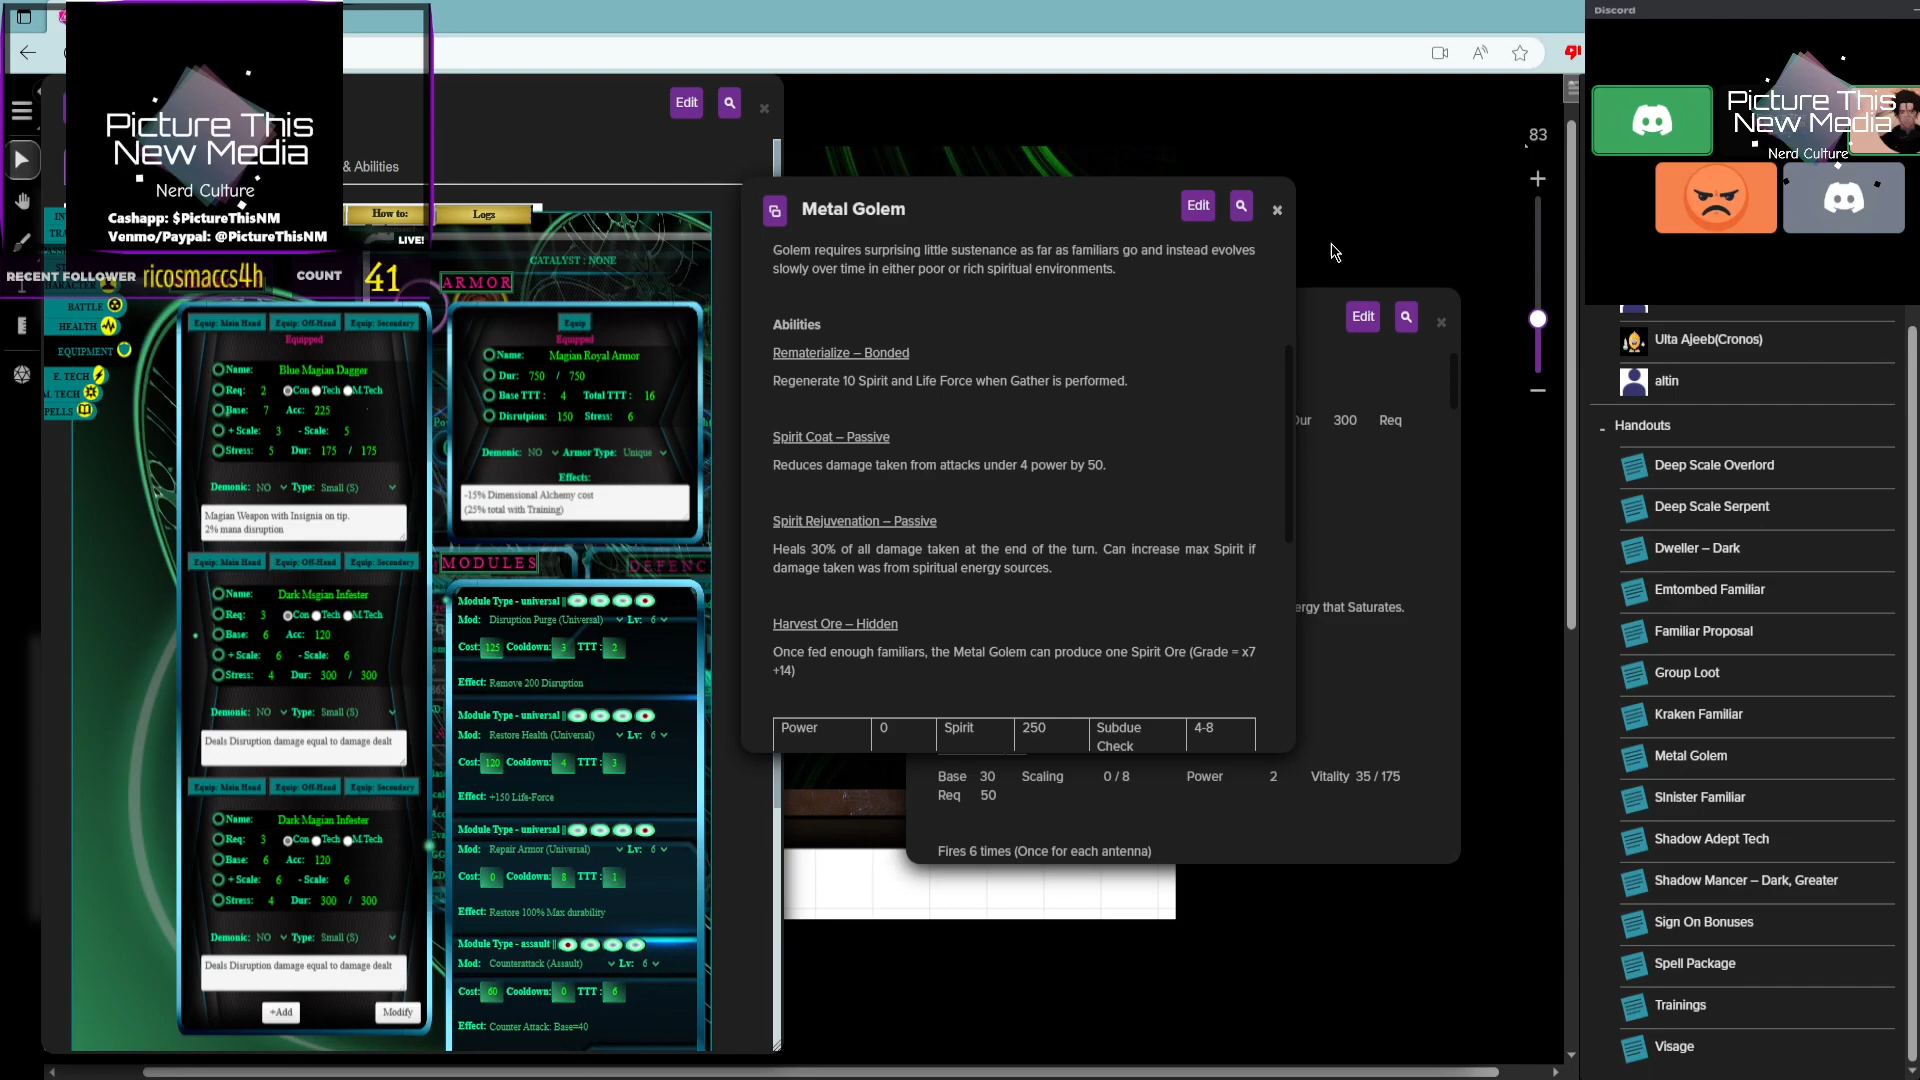 Picture This
New Media
Nerd Culture
Cashapp: $PictureThisNM
Venmo/Paypal: @PictureThisNM
LIVE!
RECENT FOLLOWER ricosmaccs4h COUNT 41
Edit
& Abilities
How to: Logz
BATTLE
HEALTH
EQUIPMENT
E. TECH
CATALYST : NONE
ARMOR
Equip: Main Hand Equip: Off-Hand Equip: Secondary
Equipped
Name: Blue Magian Dagger
Req: 2 Con Tech M.Tech
Base: 7 Acc: 225
+ Scale: 3 - Scale: 5
Stress: 5 Dur: 175 / 175
Demonic: NO Type: Small (S)
Magian Weapon with Insignia on tip.
2% mana disruption
Equip: Main Hand Equip: Off-Hand Equip: Secondary
Name: Dark Msgian Infester
Req: 3 Con Tech M.Tech
Base: 6 Acc: 120
+ Scale: 6 - Scale: 6
Stress: 4 Dur: 300 / 300
Demonic: NO Type: Small (S)
Deals Disruption damage equal to damage dealt
Equip: Main Hand Equip: Off-Hand Equip: Secondary
Name: Dark Magian Infester
Req: 3 Con Tech M.Tech
Base: 6 Acc: 120
+ Scale: 6 - Scale: 6
Stress: 4 Dur: 300 / 300
Demonic: NO Type: Small (S)
Deals Disruption damage equal to damage dealt
+Add Modify
Equip
Equipped
Name: Magian Royal Armor
Dur: 750 / 750
Base TTT : 4 Total TTT : 16
Disrutpion: 150 Stress: 6
Demonic: NO Armor Type: Unique
Effects:
-15% Dimensional Alchemy cost
(25% total with Training)
MODULES
DEFENC
Module Type - universal ||
Mod: Disruption Purge (Universal) Lv: 6
Cost: 125 Cooldown: 3 TTT : 2
Effect: Remove 200 Disruption
Module Type - universal ||
Mod: Restore Health (Universal) Lv: 6
Cost: 120 Cooldown: 4 TTT : 3
Effect: +150 Life-Force
Module Type - universal ||
Mod: Repair Armor (Universal) Lv: 6
Cost: 0 Cooldown: 8 TTT : 1
Effect: Restore 100% Max durability
Module Type - assault ||
Mod: Counterattack (Assault) Lv: 6
Cost: 60 Cooldown: 0 TTT : 6
Effect: Counter Attack: Base=40
Metal Golem
Edit
Golem requires surprising little sustenance as far as familiars go and instead evolves
slowly over time in either poor or rich spiritual environments.
Abilities
Rematerialize – Bonded
Regenerate 10 Spirit and Life Force when Gather is performed.
Spirit Coat – Passive
Reduces damage taken from attacks under 4 power by 50.
Spirit Rejuvenation – Passive
Heals 30% of all damage taken at the end of the turn. Can increase max Spirit if
damage taken was from spiritual energy sources.
Harvest Ore – Hidden
Once fed enough familiars, the Metal Golem can produce one Spirit Ore (Grade = x7
+14)
Power 0 Spirit 250 Subdue
Check 4-8
Edit
Dur 300 Req
ergy that Saturates.
Base 30 Scaling 0 / 8 Power 2 Vitality 35 / 175
Req 50
Fires 6 times (Once for each antenna)
83
Discord
Picture This
New Media
Nerd Culture
Ulta Ajeeb(Cronos)
altin
Handouts
Deep Scale Overlord
Deep Scale Serpent
Dweller – Dark
Emtombed Familiar
Familiar Proposal
Group Loot
Kraken Familiar
Metal Golem
SInister Familiar
Shadow Adept Tech
Shadow Mancer – Dark, Greater
Sign On Bonuses
Spell Package
Trainings
Visage